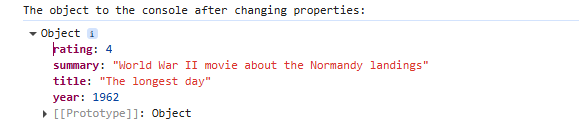 The object to the console after changing properties:
▼ Object i
rating: 4
summary: "World War II movie about the Normandy landings"
title: "The longest day"
year: 1962
▶ [[Prototype]]: Object